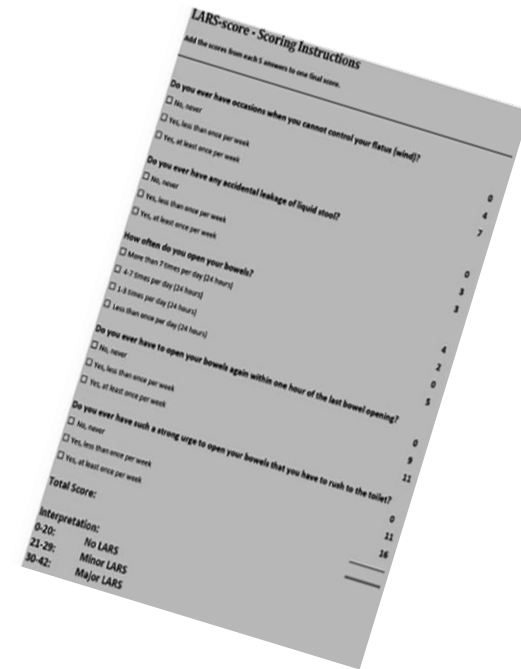 LARS-score - Scoring Instructions
Add the scores from each 5 answers to one final score.
Do you ever have occasions when you cannot control your flatus (wind)?
☐ No, never 0
☐ Yes, less than once per week 4
☐ Yes, at least once per week 7
Do you ever have any accidental leakage of liquid stool?
☐ No, never 0
☐ Yes, less than once per week 3
☐ Yes, at least once per week 3
How often do you open your bowels?
☐ More than 7 times per day (24 hours) 4
☐ 4-7 times per day (24 hours) 2
☐ 1-3 times per day (24 hours) 0
☐ Less than once per day (24 hours) 5
Do you ever have to open your bowels again within one hour of the last bowel opening?
☐ No, never 0
☐ Yes, less than once per week 9
☐ Yes, at least once per week 11
Do you ever have such a strong urge to open your bowels that you have to rush to the toilet?
☐ No, never 0
☐ Yes, less than once per week 11
☐ Yes, at least once per week 16
Total Score:
Interpretation:
0-20: No LARS
21-29: Minor LARS
30-42: Major LARS